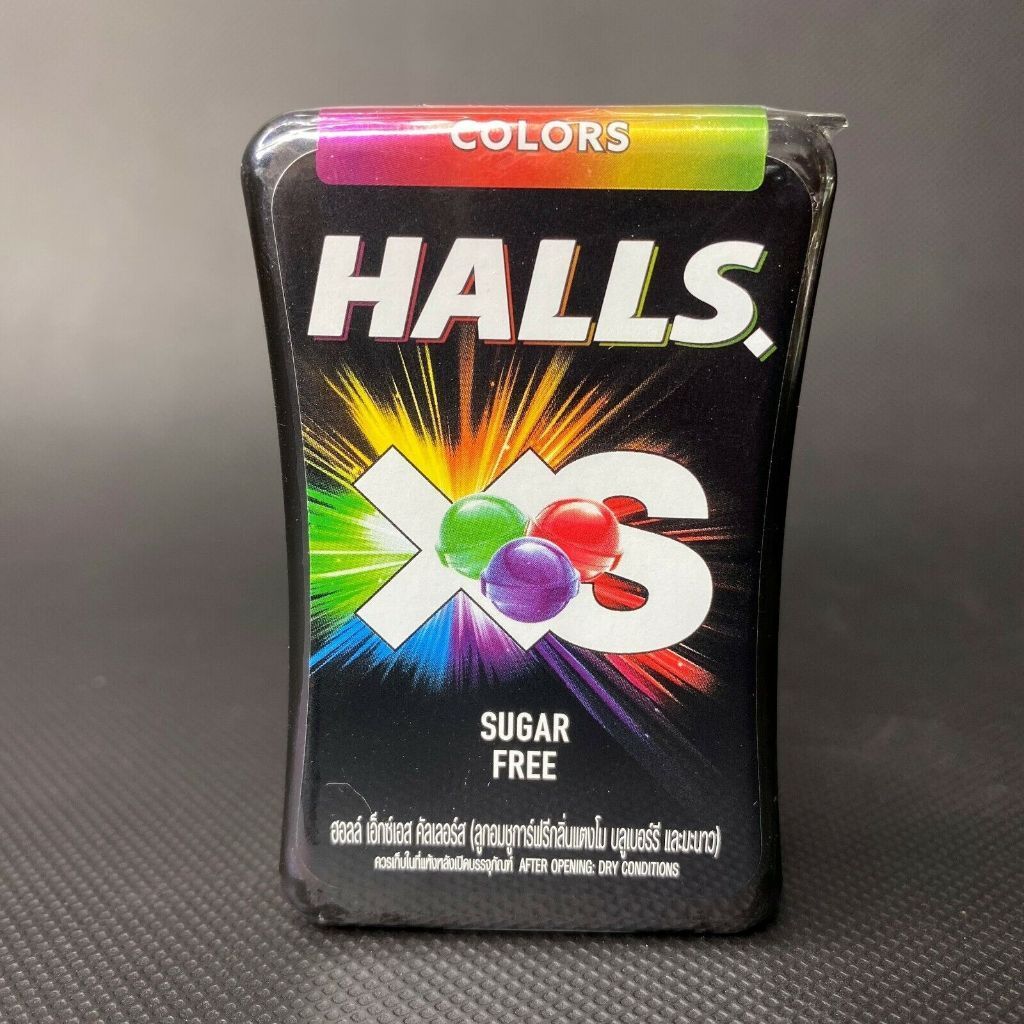 COLORS
HALLS.
XS
SUGAR
FREE
ฮอลล์ เอ็กซ์เอส คัลเลอร์ส (ลูกอมชูการ์ฟรีกลิ่นแตงโม บลูเบอร์รี และมะนาว)
ควรเก็บในที่แห้งหลังเปิดบรรจุภัณฑ์ AFTER OPENING: DRY CONDITIONS